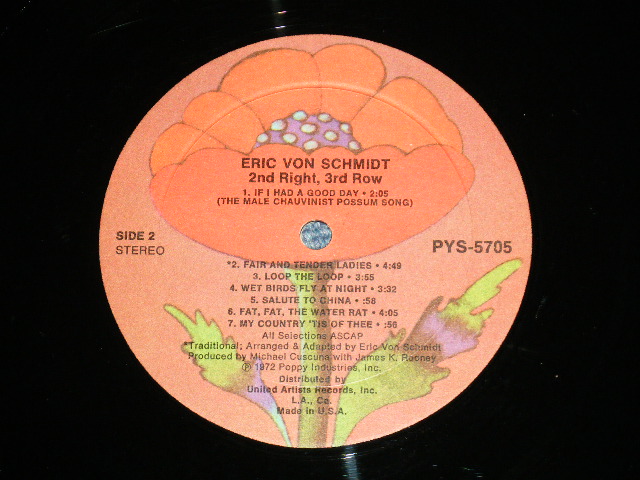 ERIC VON SCHMIDT
2nd Right, 3rd Row
1. IF I HAD A GOOD DAY • 2:05
(THE MALE CHAUVINIST POSSUM SONG)
SIDE 2
STEREO
PYS-5705
*2. FAIR AND TENDER LADIES • 4:49
3. LOOP THE LOOP • 3:55
4. WET BIRDS FLY AT NIGHT • 3:32
5. SALUTE TO CHINA • :58
6. FAT, FAT, THE WATER RAT • 4:05
7. MY COUNTRY 'TIS OF THEE • :56
All Selections ASCAP
*Traditional; Arranged & Adapted by Eric Von Schmidt
Produced by Michael Cuscuna with James K. Rooney
℗ 1972 Poppy Industries, Inc.
Distributed by
United Artists Records, Inc.
L.A., Ca.
Made in U.S.A.